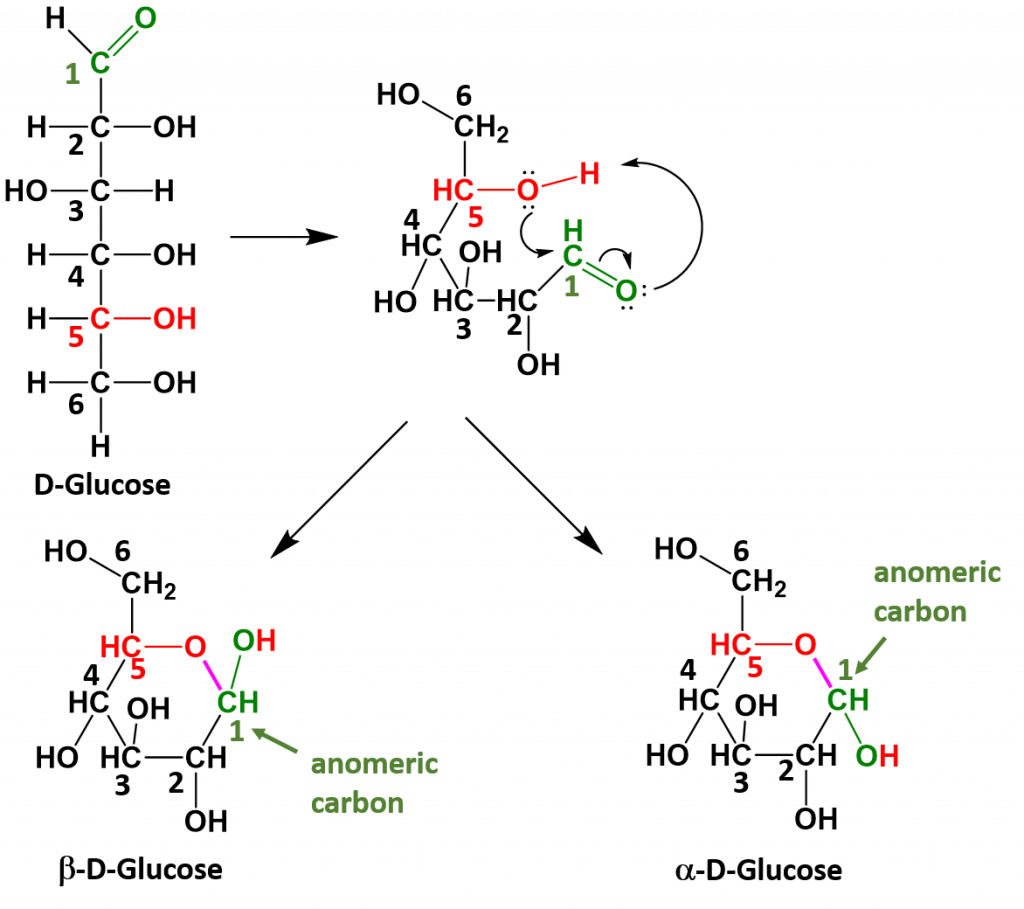 H O
1 C
H C OH
2
HO C H
3
H C OH
4
H C OH
5
H C OH
6
H
D-Glucose
HO 6
CH₂
HC O H
5
4
HC OH H
C
1 O
HO HC HC
3 2
OH
HO 6
CH₂
HC O OH
5
4
HC OH CH
1
HO HC CH
3 2
OH
anomeric
carbon
β-D-Glucose
HO 6
CH₂
HC O
5
4 1
HC OH CH
HO HC CH OH
3 2
OH
anomeric
carbon
α-D-Glucose